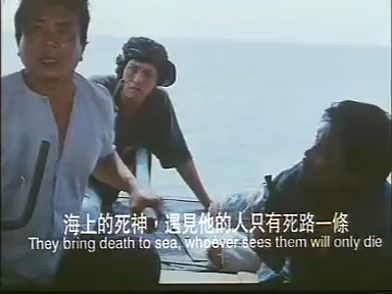 海上的死神，遇見他的人只有死路一條
They bring death to sea, whoever sees them will only die